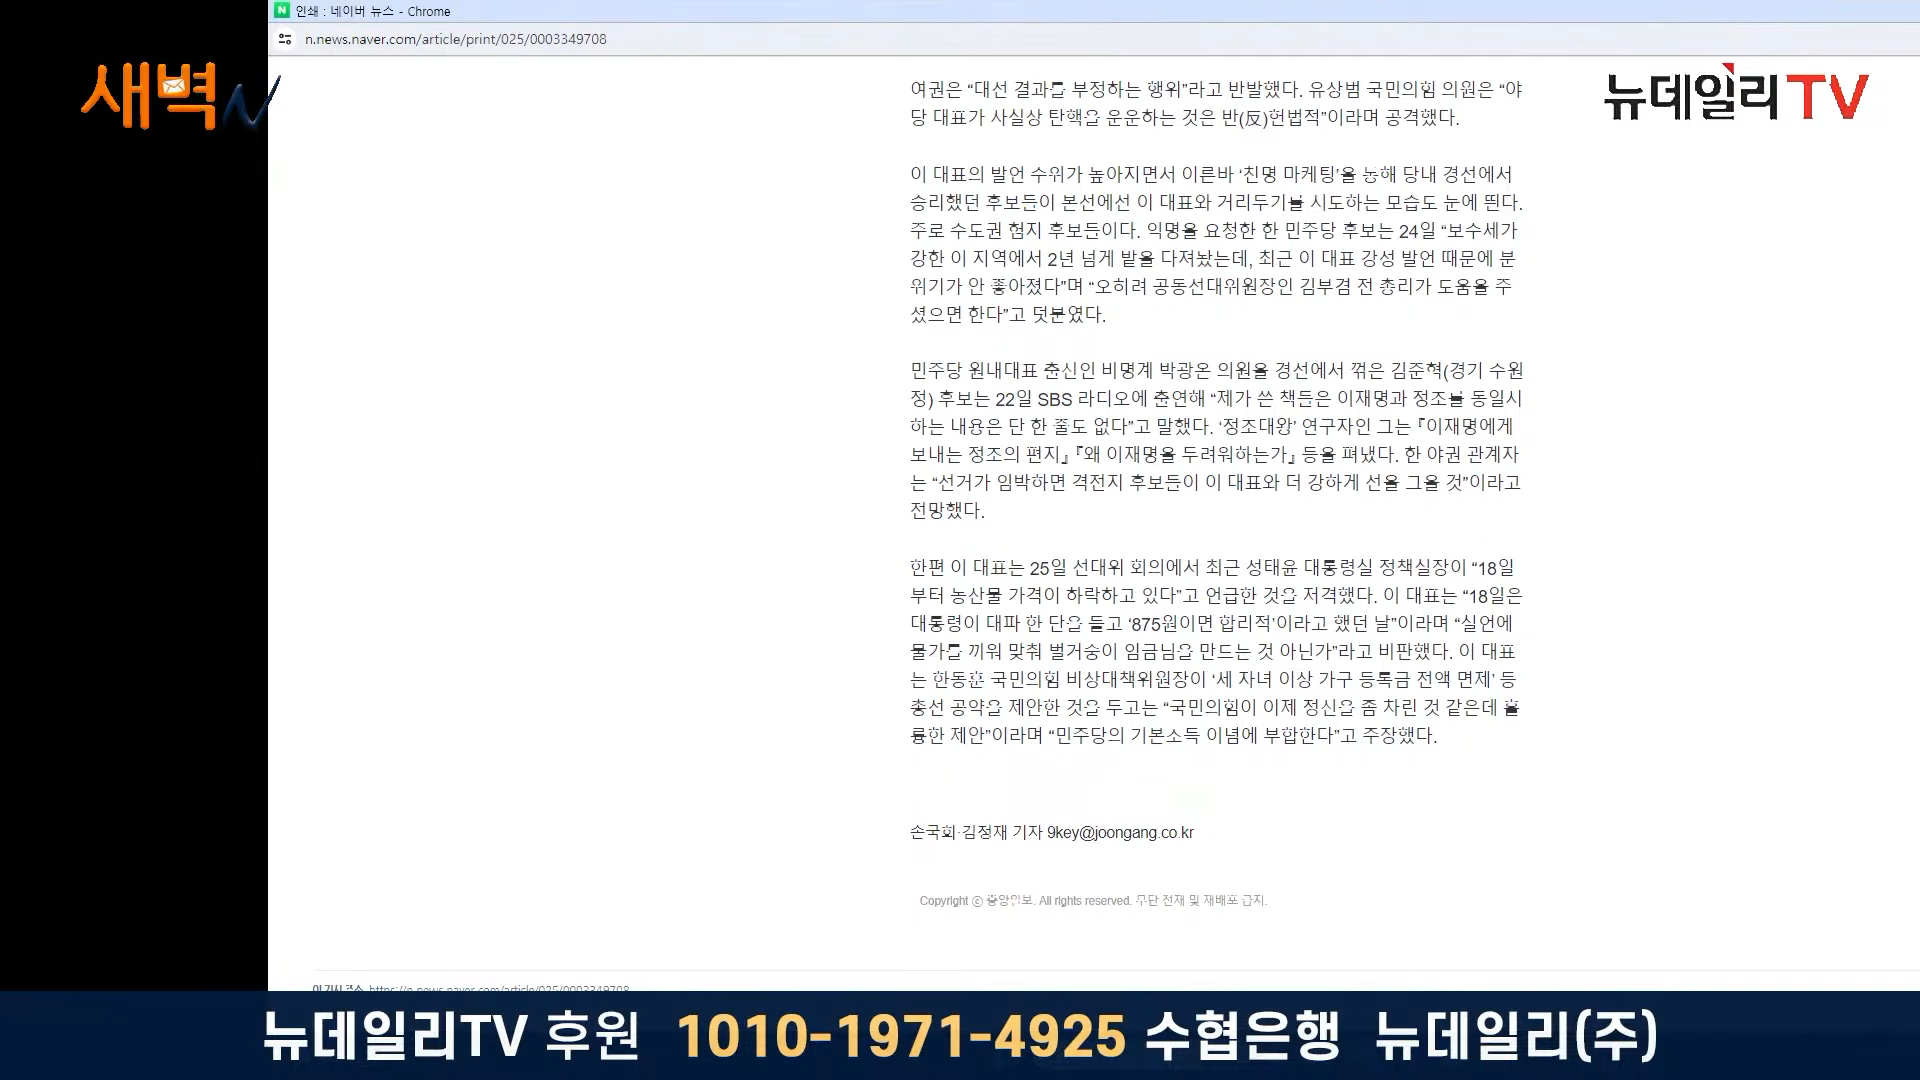 인쇄 : 네이버 뉴스 - Chrome
n.news.naver.com/article/print/025/0003349708
새벽N
뉴데일리TV
여권은 “대선 결과를 부정하는 행위”라고 반발했다. 유상범 국민의힘 의원은 “야
당 대표가 사실상 탄핵을 운운하는 것은 반(反)헌법적”이라며 공격했다.
이 대표의 발언 수위가 높아지면서 이른바 ‘친명 마케팅’을 통해 당내 경선에서
승리했던 후보들이 본선에선 이 대표와 거리두기를 시도하는 모습도 눈에 띈다.
주로 수도권 험지 후보들이다. 익명을 요청한 한 민주당 후보는 24일 “보수세가
강한 이 지역에서 2년 넘게 밭을 다져놨는데, 최근 이 대표 강성 발언 때문에 분
위기가 안 좋아졌다”며 “오히려 공동선대위원장인 김부겸 전 총리가 도움을 주
셨으면 한다”고 덧붙였다.
민주당 원내대표 출신인 비명계 박광온 의원을 경선에서 꺾은 김준혁(경기 수원
정) 후보는 22일 SBS 라디오에 출연해 “제가 쓴 책들은 이재명과 정조를 동일시
하는 내용은 단 한 줄도 없다”고 말했다. ‘정조대왕’ 연구자인 그는 『이재명에게
보내는 정조의 편지』『왜 이재명을 두려워하는가』 등을 펴냈다. 한 야권 관계자
는 “선거가 임박하면 격전지 후보들이 이 대표와 더 강하게 선을 그을 것”이라고
전망했다.
한편 이 대표는 25일 선대위 회의에서 최근 성태윤 대통령실 정책실장이 “18일
부터 농산물 가격이 하락하고 있다”고 언급한 것을 저격했다. 이 대표는 “18일은
대통령이 대파 한 단을 들고 ‘875원이면 합리적’이라고 했던 날”이라며 “실언에
물가를 끼워 맞춰 벌거숭이 임금님을 만드는 것 아닌가”라고 비판했다. 이 대표
는 한동훈 국민의힘 비상대책위원장이 ‘세 자녀 이상 가구 등록금 전액 면제’ 등
총선 공약을 제안한 것을 두고는 “국민의힘이 이제 정신을 좀 차린 것 같은데 훌
륭한 제안”이라며 “민주당의 기본소득 이념에 부합한다”고 주장했다.
손국희·김정재 기자 9key@joongang.co.kr
Copyright ⓒ 중앙일보. All rights reserved. 무단 전재 및 재배포 금지.
이 기사 주소 https://n.news.naver.com/article/025/0003349708
뉴데일리TV 후원 1010-1971-4925 수협은행 뉴데일리(주)